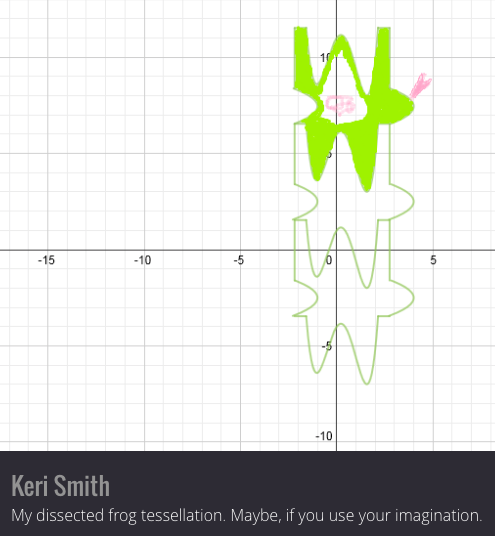 10
5
-15 -10 -5 0 5
-5
-10
Keri Smith
My dissected frog tessellation. Maybe, if you use your imagination.